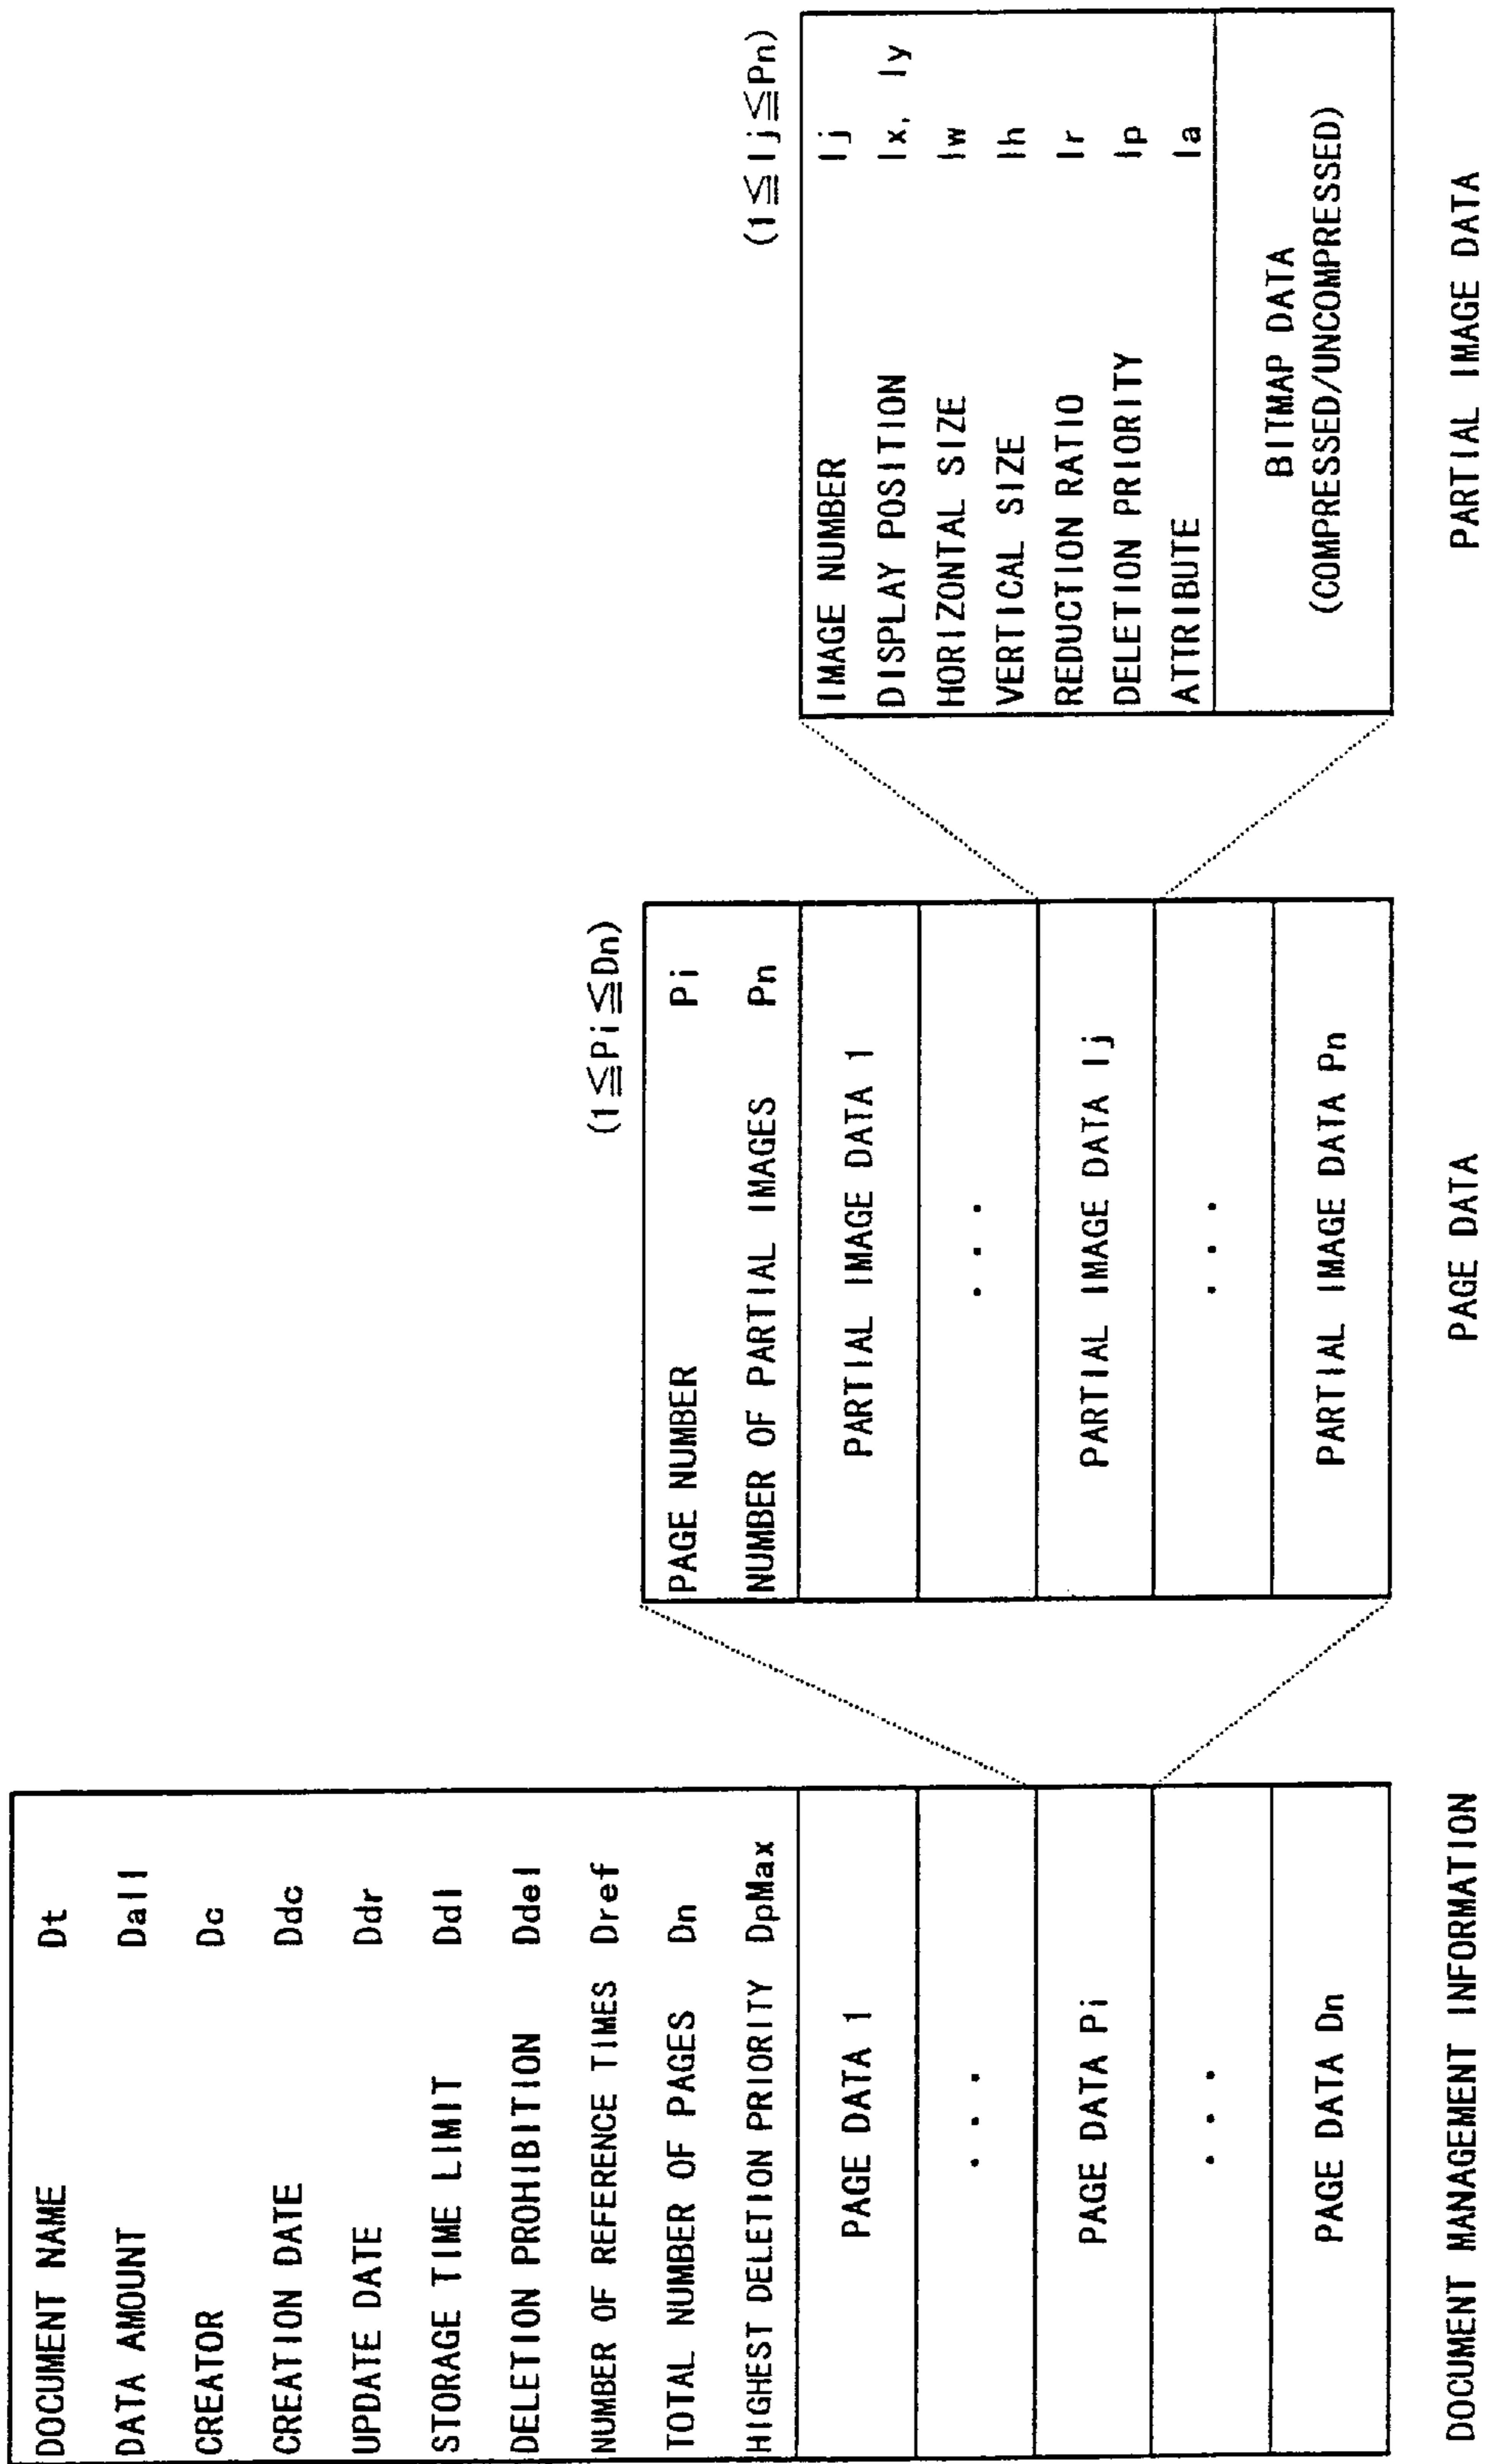 DOCUMENT NAME Dt
DATA AMOUNT Dall
CREATOR Dc
CREATION DATE Ddc
UPDATE DATE Ddr
STORAGE TIME LIMIT Ddl
DELETION PROHIBITION Ddel
NUMBER OF REFERENCE TIMES Dref
TOTAL NUMBER OF PAGES Dn
HIGHEST DELETION PRIORITY DpMax
PAGE DATA 1
...
PAGE DATA Pi
...
PAGE DATA Dn
DOCUMENT MANAGEMENT INFORMATION
(1≦Pi≦Dn)
PAGE NUMBER Pi
NUMBER OF PARTIAL IMAGES Pn
PARTIAL IMAGE DATA 1
...
PARTIAL IMAGE DATA Ij
...
PARTIAL IMAGE DATA Pn
PAGE DATA
(1≦Ij≦Pn)
IMAGE NUMBER Ij
DISPLAY POSITION Ix, Iy
HORIZONTAL SIZE Iw
VERTICAL SIZE Ih
REDUCTION RATIO Ir
DELETION PRIORITY Ip
ATTRIBUTE Ia
BITMAP DATA
(COMPRESSED/UNCOMPRESSED)
PARTIAL IMAGE DATA